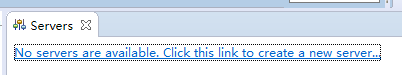 Servers
No servers are available. Click this link to create a new server...